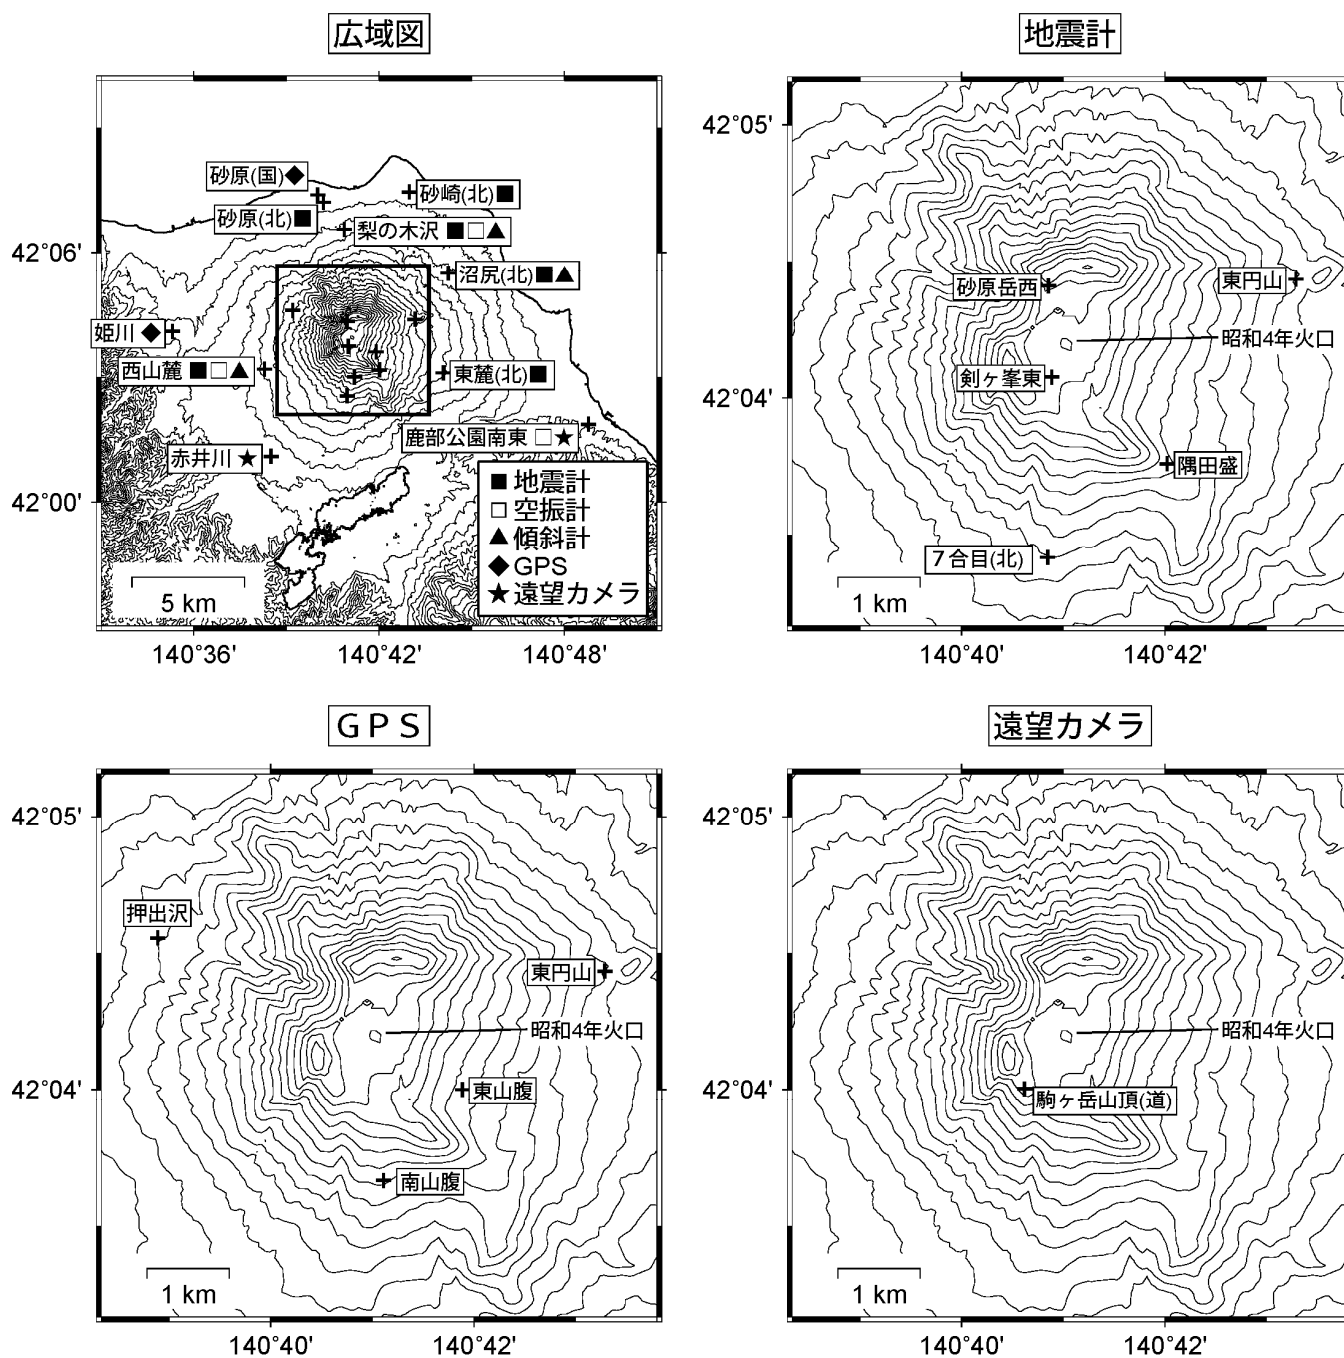 広域図
砂原(国)◆
砂原(北)■
砂崎(北)■
梨の木沢 ■□▲
沼尻(北)■▲
姫川 ◆
西山麓 ■□▲
東麓(北)■
鹿部公園南東 □★
赤井川 ★
■ 地震計
□ 空振計
▲ 傾斜計
◆ GPS
★ 遠望カメラ
5 km
42°06'
42°00'
140°36'
140°42'
140°48'
地震計
42°05'
42°04'
砂原岳西
東円山
昭和4年火口
剣ヶ峯東
隅田盛
7合目(北)
1 km
140°40'
140°42'
GPS
42°05'
42°04'
押出沢
東円山
昭和4年火口
東山腹
南山腹
1 km
140°40'
140°42'
遠望カメラ
42°05'
42°04'
昭和4年火口
駒ヶ岳山頂(道)
1 km
140°40'
140°42'